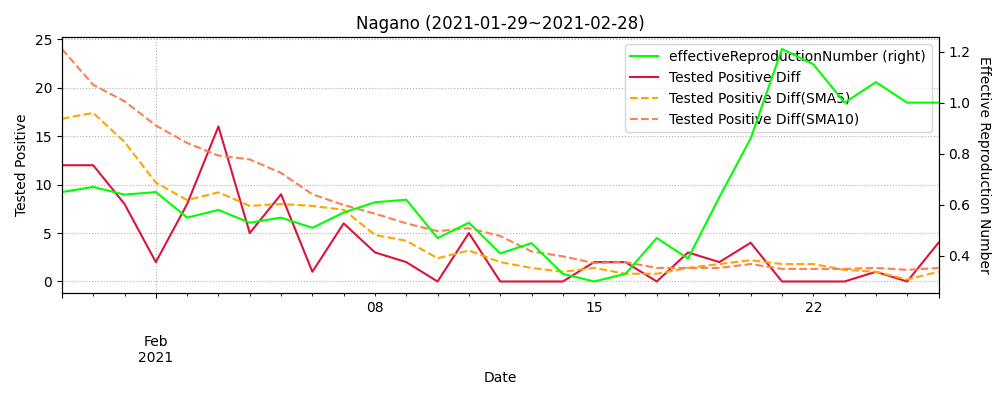 Nagano (2021-01-29~2021-02-28)
effectiveReproductionNumber (right)
Tested Positive Diff
Tested Positive Diff(SMA5)
Tested Positive Diff(SMA10)
Tested Positive
25
20
15
10
5
0
1.2
1.0
0.8
0.6
0.4
Effective Reproduction Number
08
15
22
Feb
2021
Date